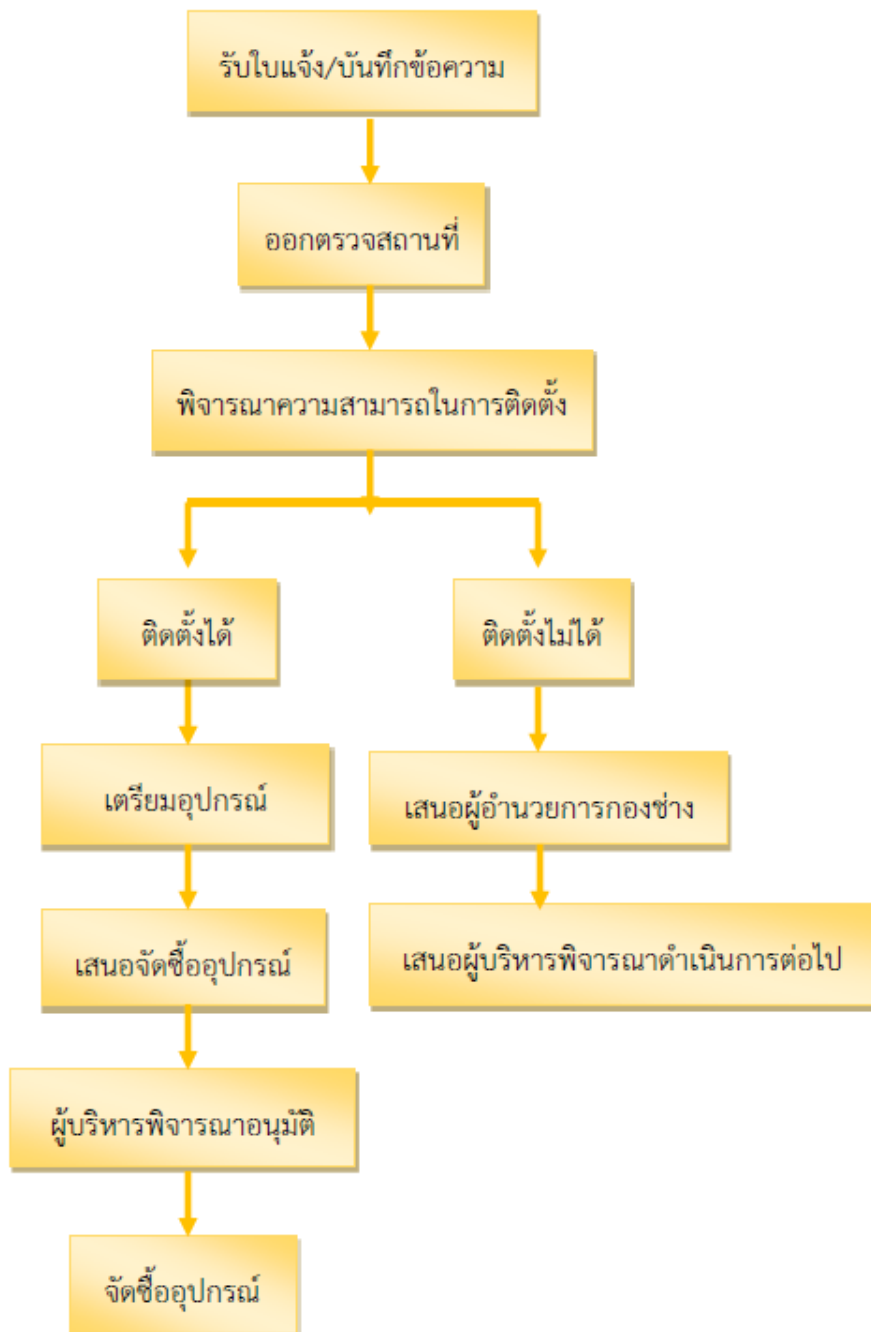 รับใบแจ้ง/บันทึกข้อความ
ออกตรวจสถานที่
พิจารณาความสามารถในการติดตั้ง
ติดตั้งได้
ติดตั้งไม่ได้
เตรียมอุปกรณ์
เสนอผู้อำนวยการกองช่าง
เสนอจัดซื้ออุปกรณ์
เสนอผู้บริหารพิจารณาดำเนินการต่อไป
ผู้บริหารพิจารณาอนุมัติ
จัดซื้ออุปกรณ์